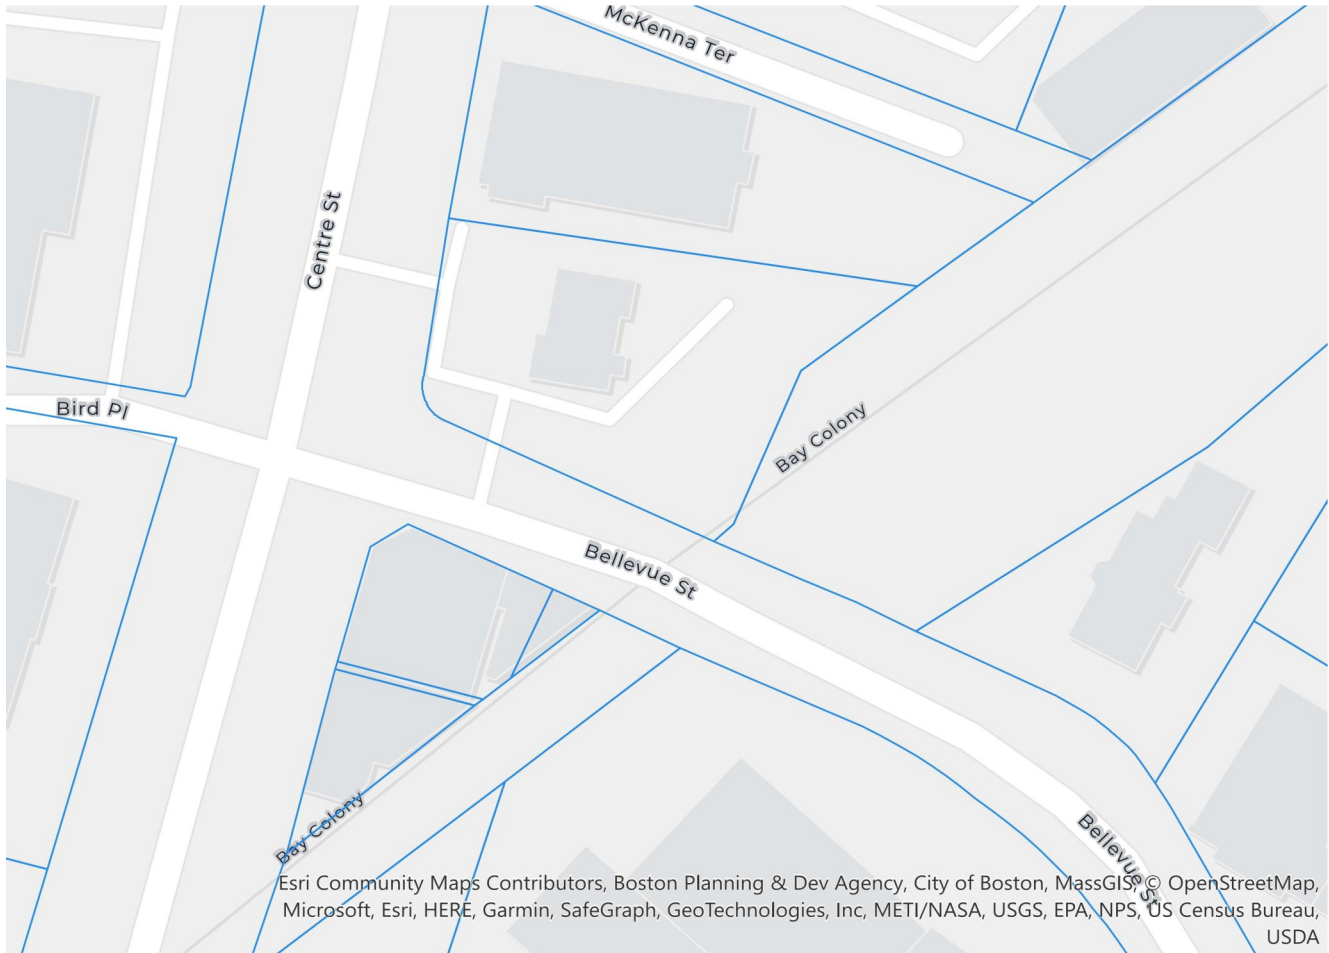 McKenna Ter
Centre St
Bird Pl
Bay Colony
Bellevue St
Bay Colony
Bellevue St
Esri Community Maps Contributors, Boston Planning & Dev Agency, City of Boston, MassGIS, © OpenStreetMap,
Microsoft, Esri, HERE, Garmin, SafeGraph, GeoTechnologies, Inc, METI/NASA, USGS, EPA, NPS, US Census Bureau,
USDA